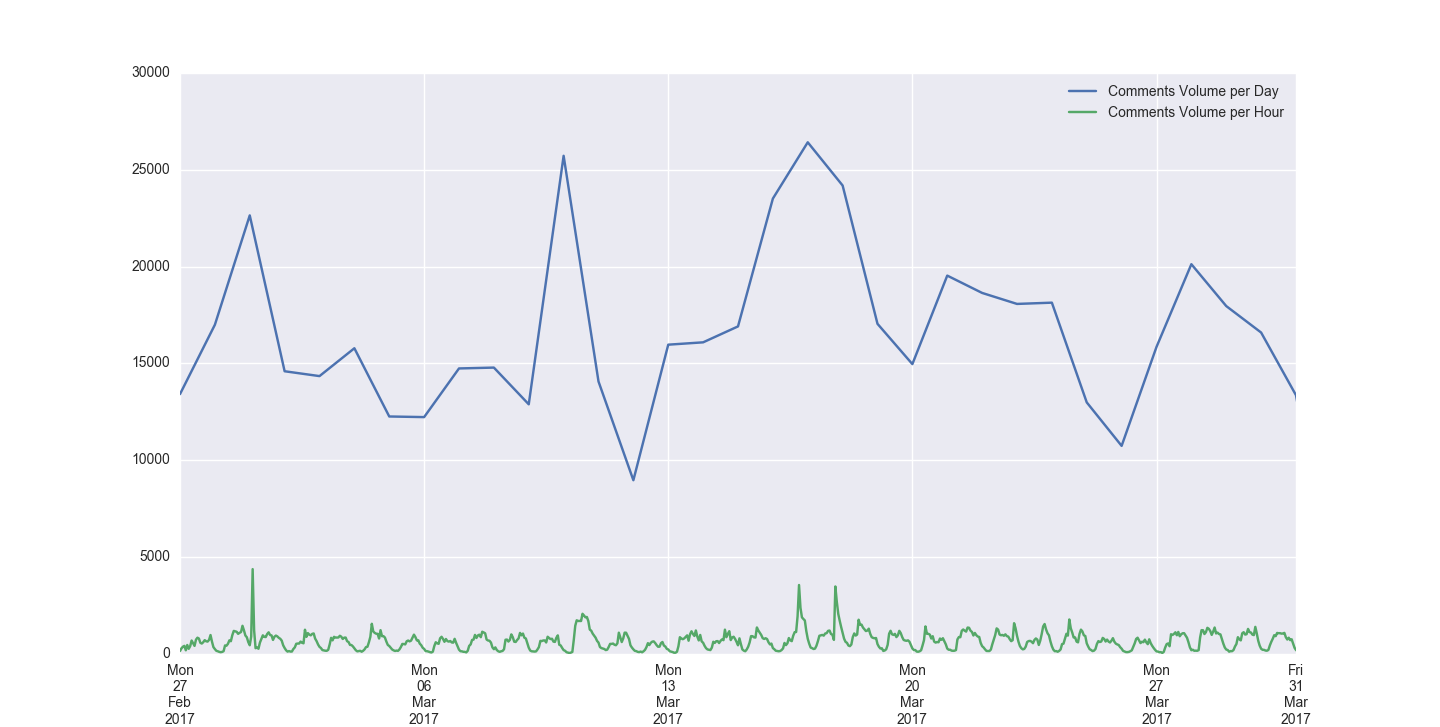 30000
Comments Volume per Day
Comments Volume per Hour
25000
20000
15000
10000
5000
0
Mon Mon Mon Mon Mon Fri
27 06 13 20 27 31
Feb Mar Mar Mar Mar Mar
2017 2017 2017 2017 2017 2017